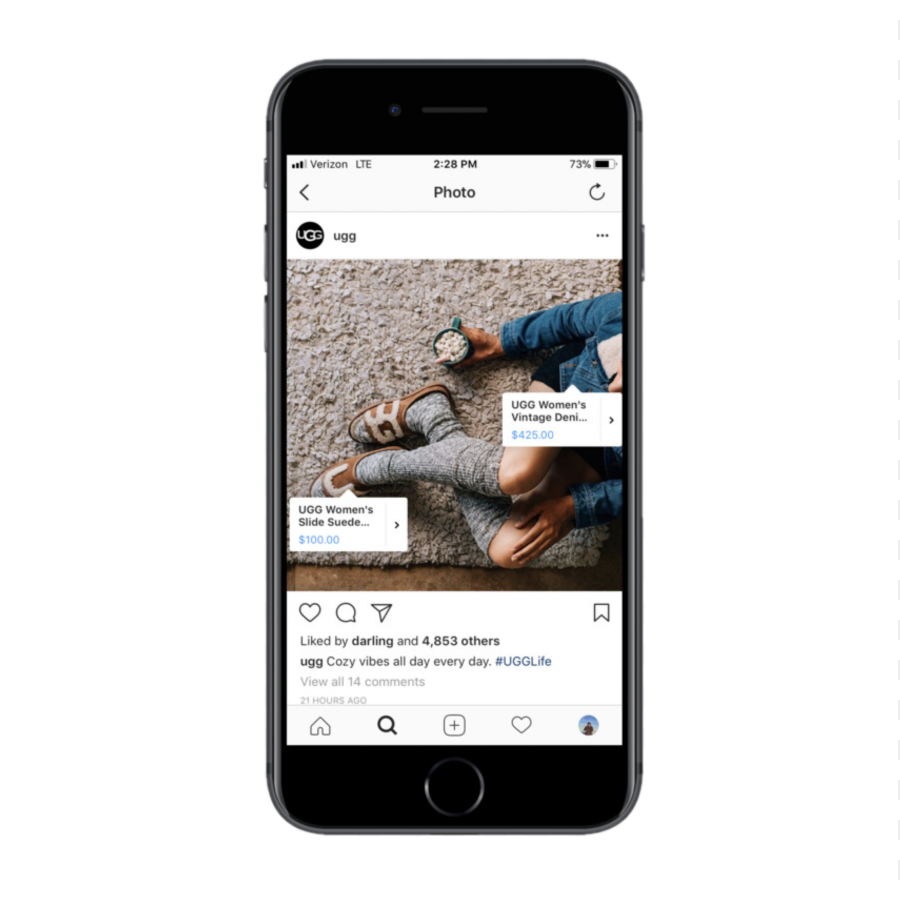 Verizon LTE 2:28 PM 73%
Photo
UGG ugg
UGG Women's
Vintage Deni...
$425.00
UGG Women's
Slide Suede...
$100.00
Liked by darling and 4,853 others
ugg Cozy vibes all day every day. #UGGLife
View all 14 comments
21 HOURS AGO